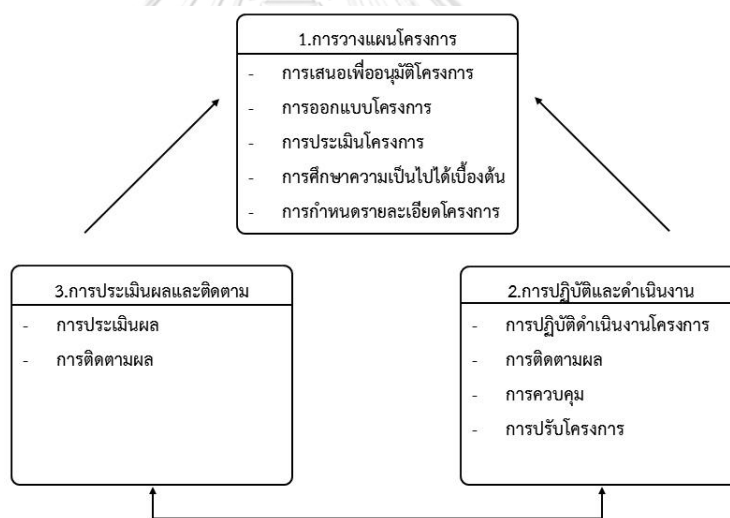 1.การวางแผนโครงการ
- การเสนอเพื่ออนุมัติโครงการ
- การออกแบบโครงการ
- การประเมินโครงการ
- การศึกษาความเป็นไปได้เบื้องต้น
- การกำหนดรายละเอียดโครงการ
3.การประเมินผลและติดตาม
- การประเมินผล
- การติดตามผล
2.การปฏิบัติและดำเนินงาน
- การปฏิบัติดำเนินงานโครงการ
- การติดตามผล
- การควบคุม
- การปรับโครงการ